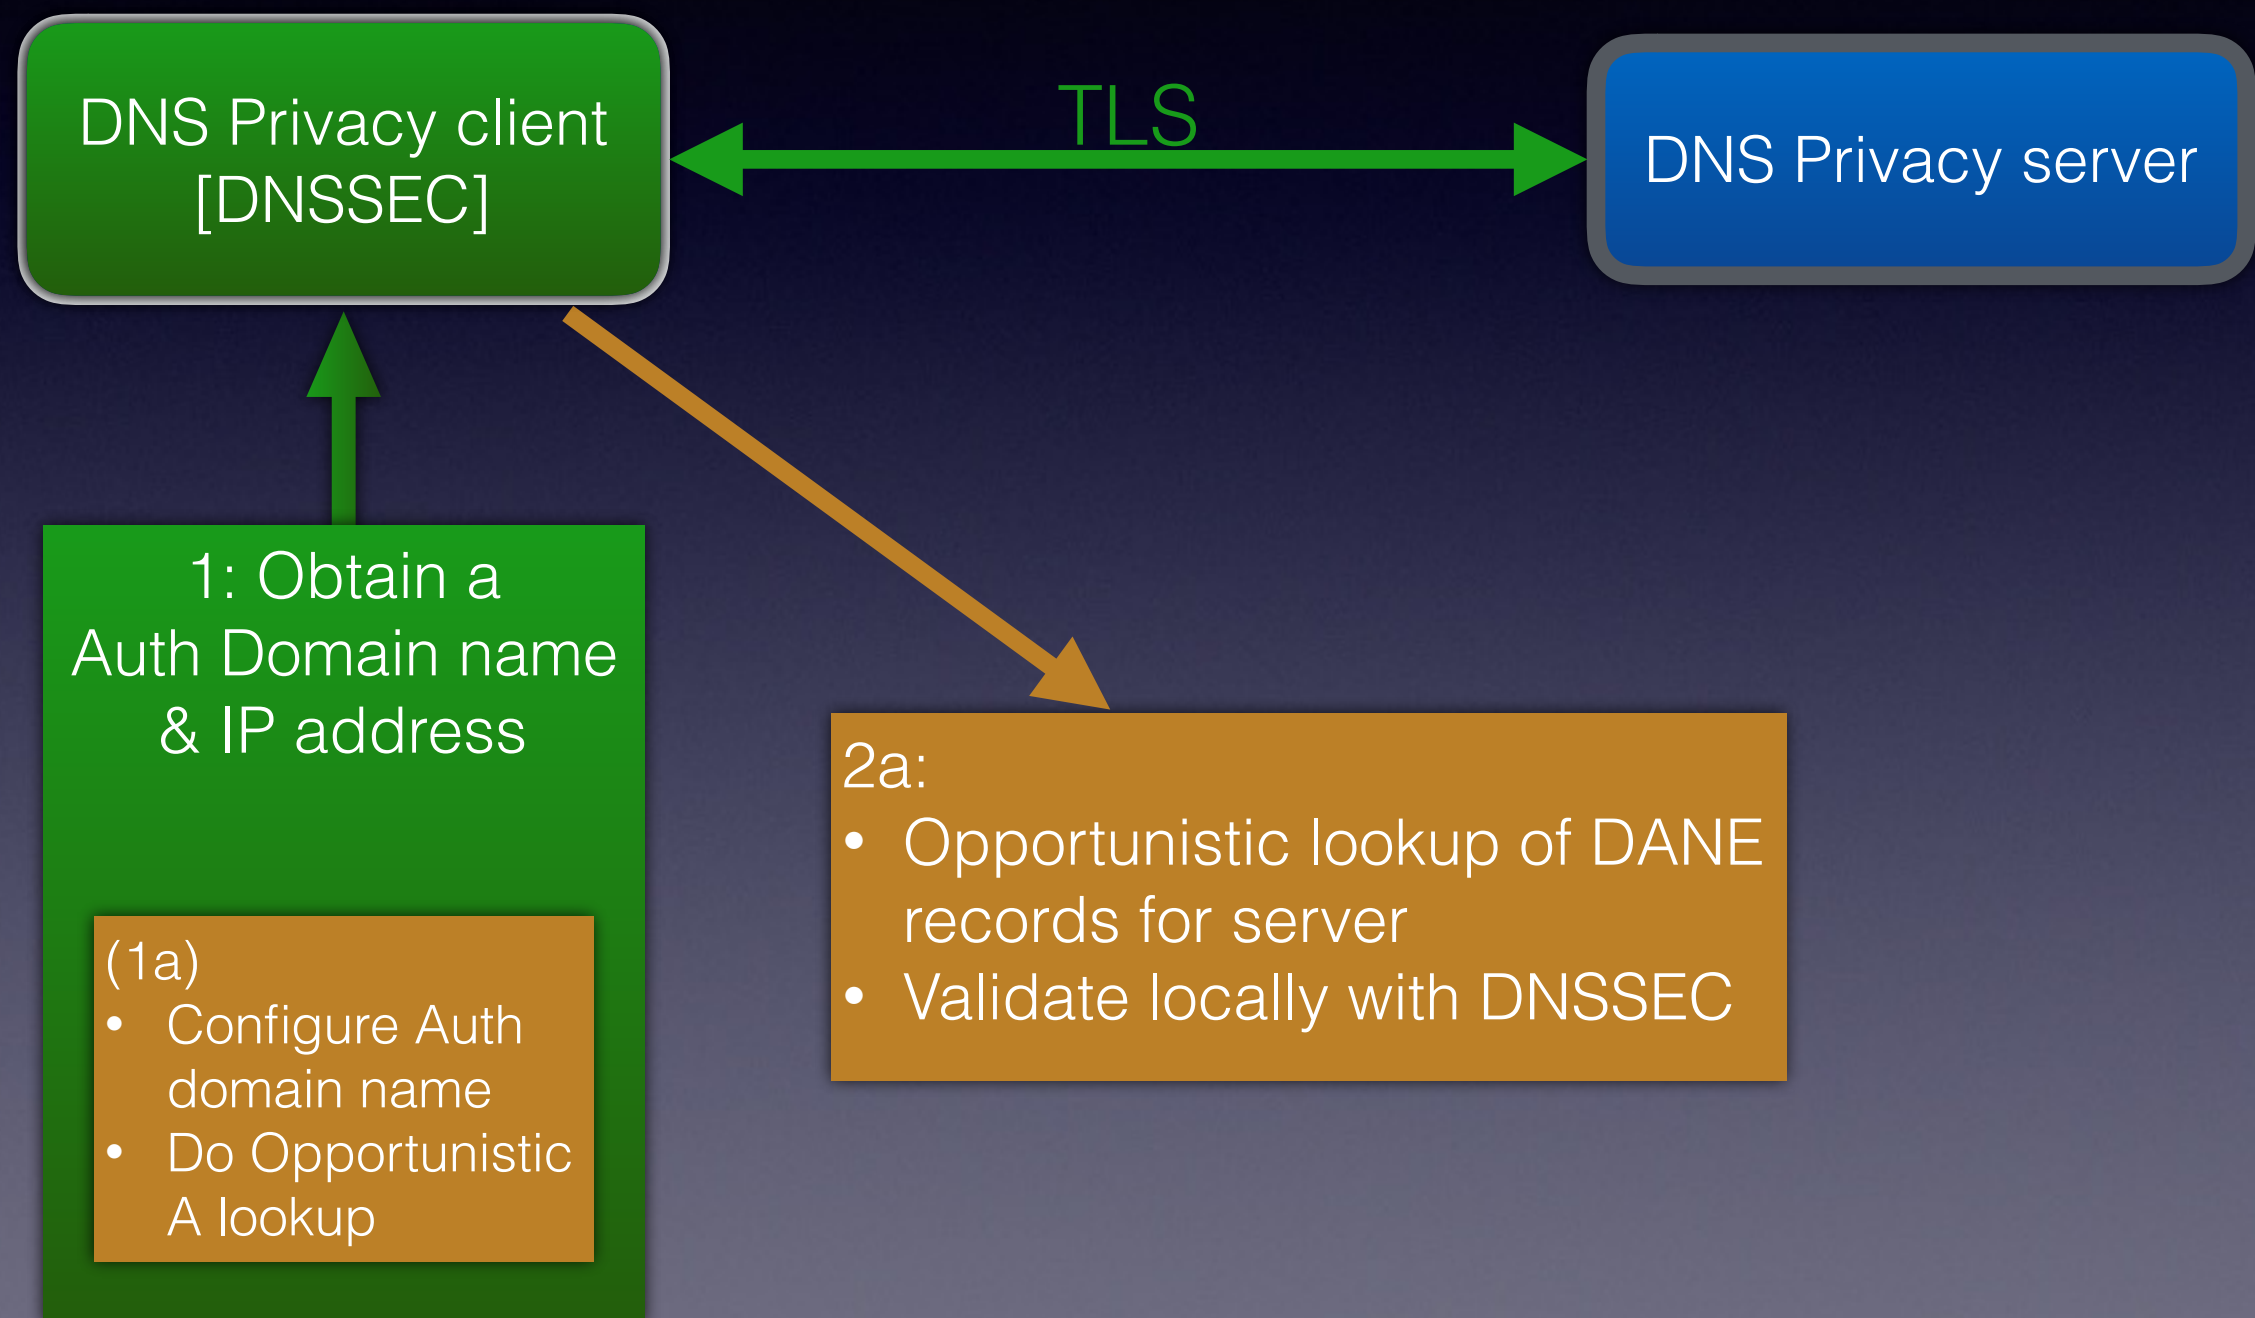 DNS Privacy client
[DNSSEC]
TLS
DNS Privacy server
1: Obtain a
Auth Domain name
& IP address
(1a)
• Configure Auth
domain name
• Do Opportunistic
A lookup
2a:
• Opportunistic lookup of DANE
records for server
• Validate locally with DNSSEC